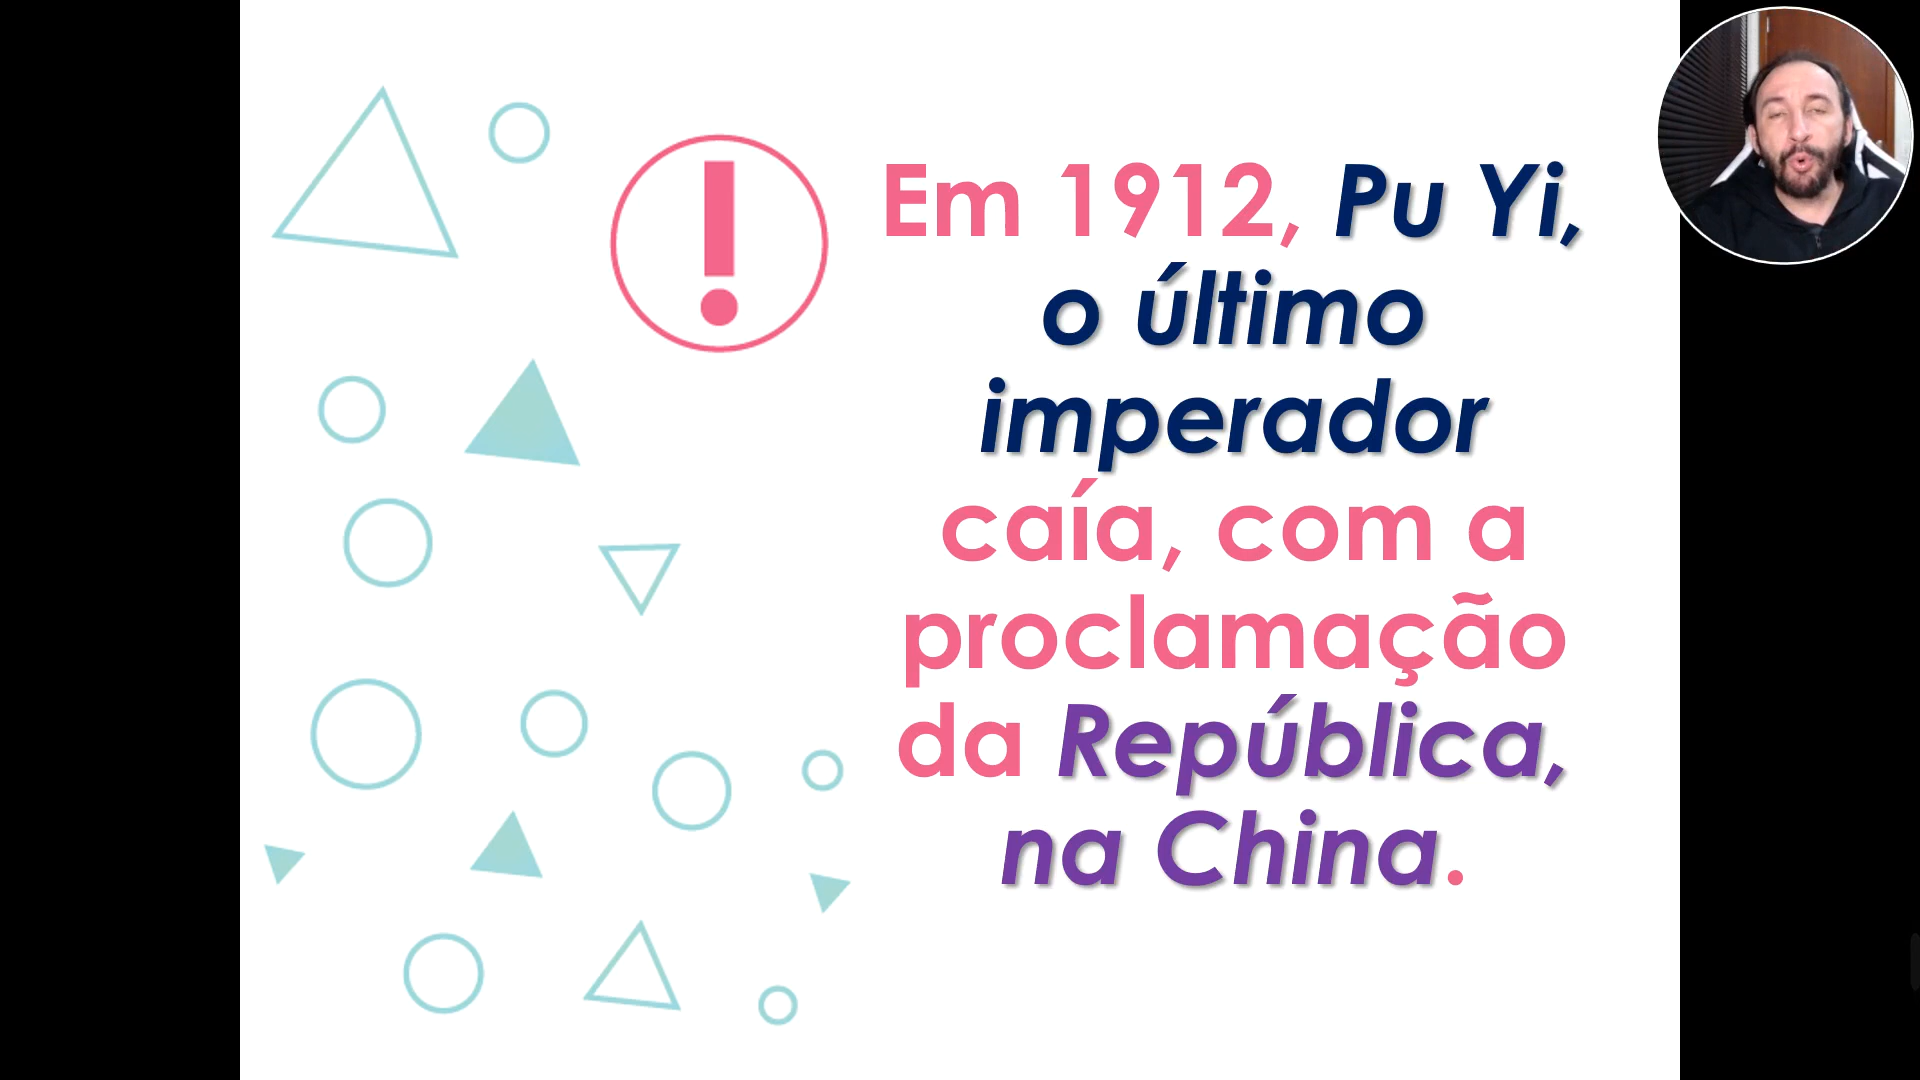 !
Em 1912, Pu Yi,
o último
imperador
caía, com a
proclamação
da República,
na China.